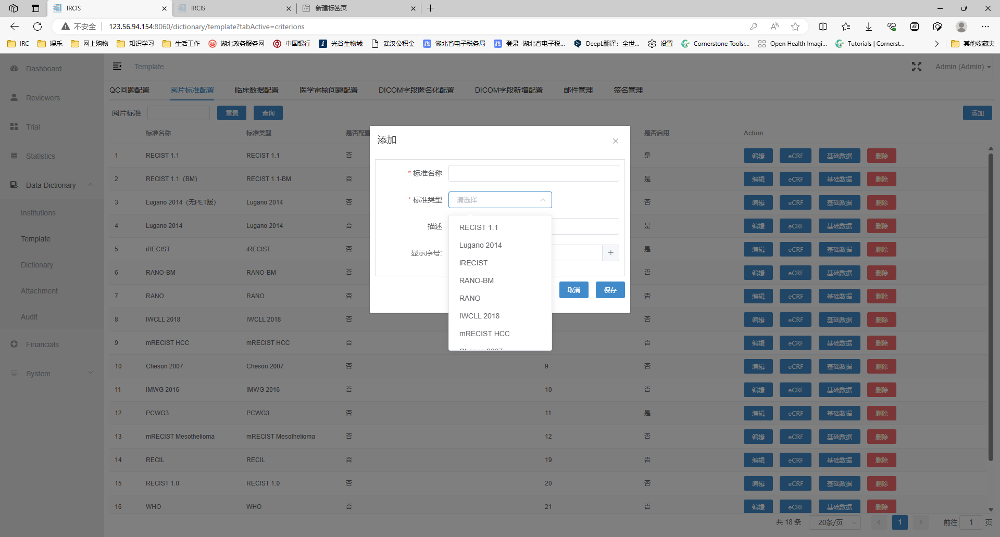 IRCIS
IRCIS
新建标签页
不安全
123.56.94.154:8060/dictionary/template?tabActive=criterions
IRC
娱乐
网上购物
知识学习
生活工作
湖北政务服务网
中国银行
光谷生物城
武汉公积金
湖北省电子税务局
登录 -湖北省电子税...
DeepL翻译：全世...
设置
Cornerstone Tools:...
Open Health Imagi...
Tutorials | Cornerst...
其他收藏夹
Dashboard
Reviewers
Trial
Statistics
Data Dictionary
Institutions
Template
Dictionary
Attachment
Audit
Financials
System
Template
Admin (Admin)
QC问题配置 阅片标准配置 临床数据配置 医学审核问题配置 DICOM字段匿名化配置 DICOM字段新增配置 邮件管理 签名管理
阅片标准 重置 查询 添加
标准名称 标准类型 是否配置 是否启用 Action
1 RECIST 1.1 RECIST 1.1 否 是 编辑 eCRF 基础数据 删除
2 RECIST 1.1（BM） RECIST 1.1-BM 否 是 编辑 eCRF 基础数据 删除
3 Lugano 2014（无PET版） Lugano 2014 否 否 编辑 eCRF 基础数据 删除
4 Lugano 2014 Lugano 2014 否 是 编辑 eCRF 基础数据 删除
5 iRECIST iRECIST 否 是 编辑 eCRF 基础数据 删除
6 RANO-BM RANO-BM 否 否 编辑 eCRF 基础数据 删除
7 RANO RANO 否 否 编辑 eCRF 基础数据 删除
8 IWCLL 2018 IWCLL 2018 否 否 编辑 eCRF 基础数据 删除
9 mRECIST HCC mRECIST HCC 否 否 编辑 eCRF 基础数据 删除
10 Cheson 2007 Cheson 2007 否 9 否 编辑 eCRF 基础数据 删除
11 IMWG 2016 IMWG 2016 否 10 否 编辑 eCRF 基础数据 删除
12 PCWG3 PCWG3 否 11 是 编辑 eCRF 基础数据 删除
13 mRECIST Mesothelioma mRECIST Mesothelioma 否 12 否 编辑 eCRF 基础数据 删除
14 RECIL RECIL 否 19 否 编辑 eCRF 基础数据 删除
15 RECIST 1.0 RECIST 1.0 否 20 否 编辑 eCRF 基础数据 删除
16 WHO WHO 否 21 否 编辑 eCRF 基础数据 删除
共 18 条 20条/页 1 前往 1 页
添加
* 标准名称
* 标准类型 请选择
描述
显示序号:
RECIST 1.1
Lugano 2014
iRECIST
RANO-BM
RANO
IWCLL 2018
mRECIST HCC
Cheson 2007
取消 保存